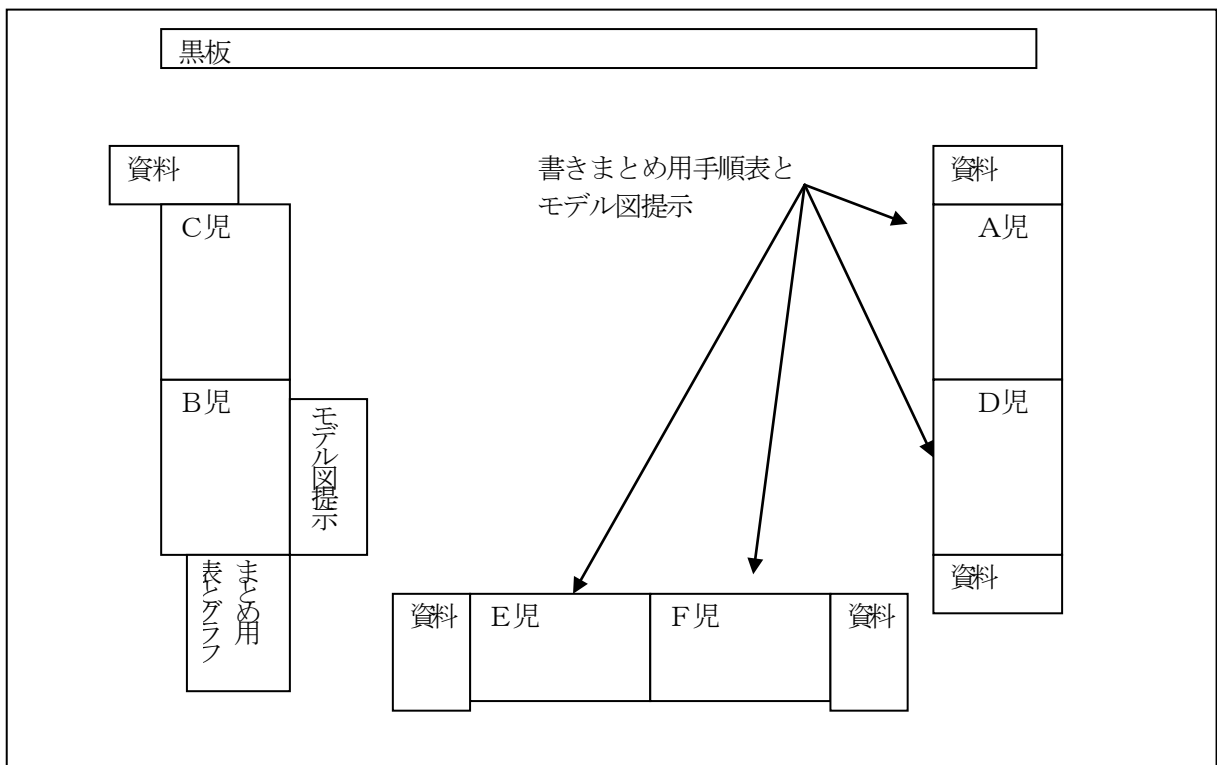 黒板
資料
書きまとめ用手順表と
モデル図提示
資料
C児
A児
B児
モデル図提示
D児
まとめ用
表とグラフ
資料
E児
F児
資料
資料